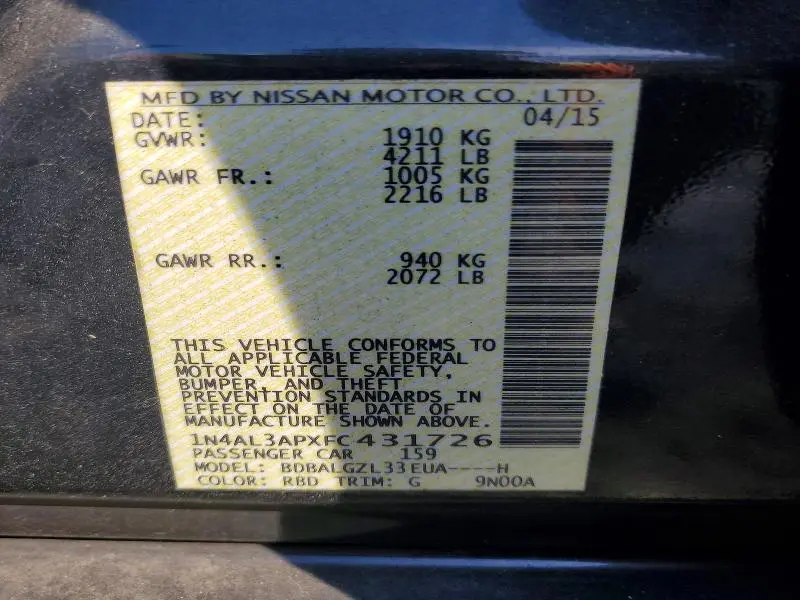 MFD BY NISSAN MOTOR CO., LTD.
DATE: 04/15
GVWR: 1910 KG
4211 LB
GAWR FR.: 1005 KG
2216 LB
GAWR RR.: 940 KG
2072 LB
THIS VEHICLE CONFORMS TO
ALL APPLICABLE FEDERAL
MOTOR VEHICLE SAFETY,
BUMPER, AND THEFT
PREVENTION STANDARDS IN
EFFECT ON THE DATE OF
MANUFACTURE SHOWN ABOVE.
1N4AL3APXFC431726
PASSENGER CAR 159
MODEL: BDBALGZL33EUA----H
COLOR: RBD TRIM: G 9N00A